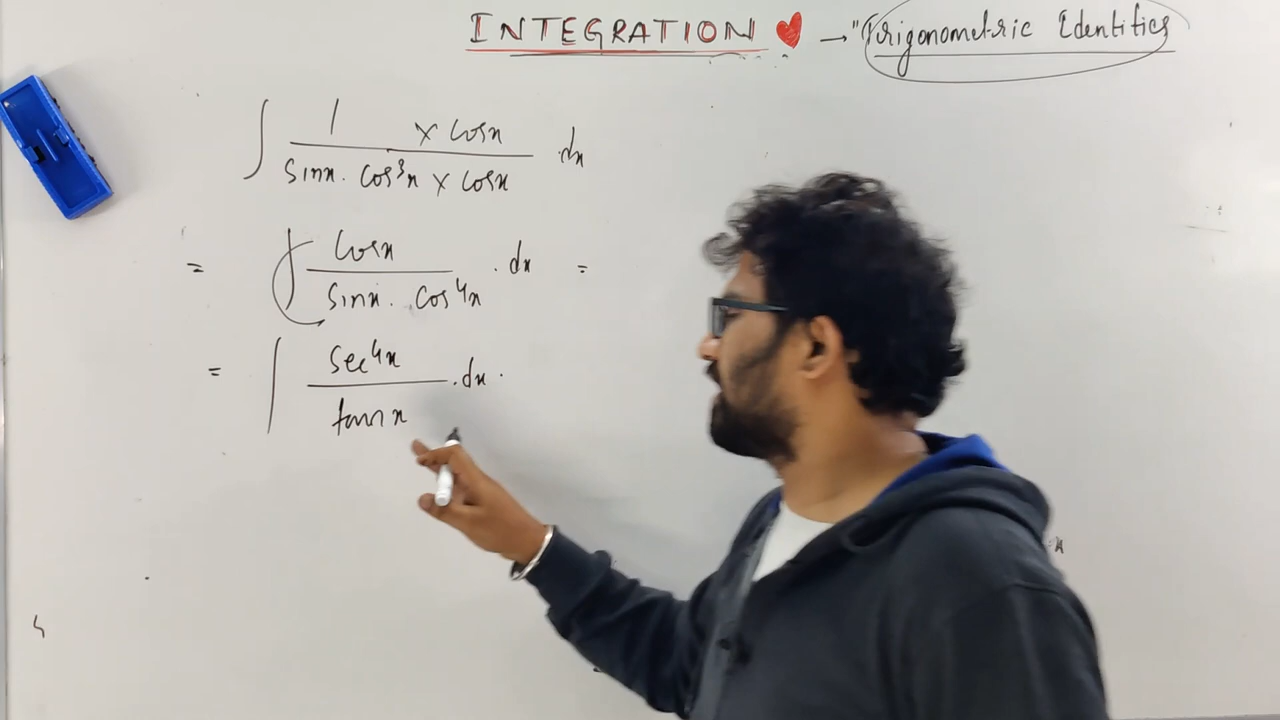 INTEGRATION ❤ → "Trigonometric Identities
∫ 1 × cosx / sinx. cos³x × cosx .dx
= ∫ cosx / sinx. cos⁴x . dx =
= ∫ sec⁴x / tanx .dx.